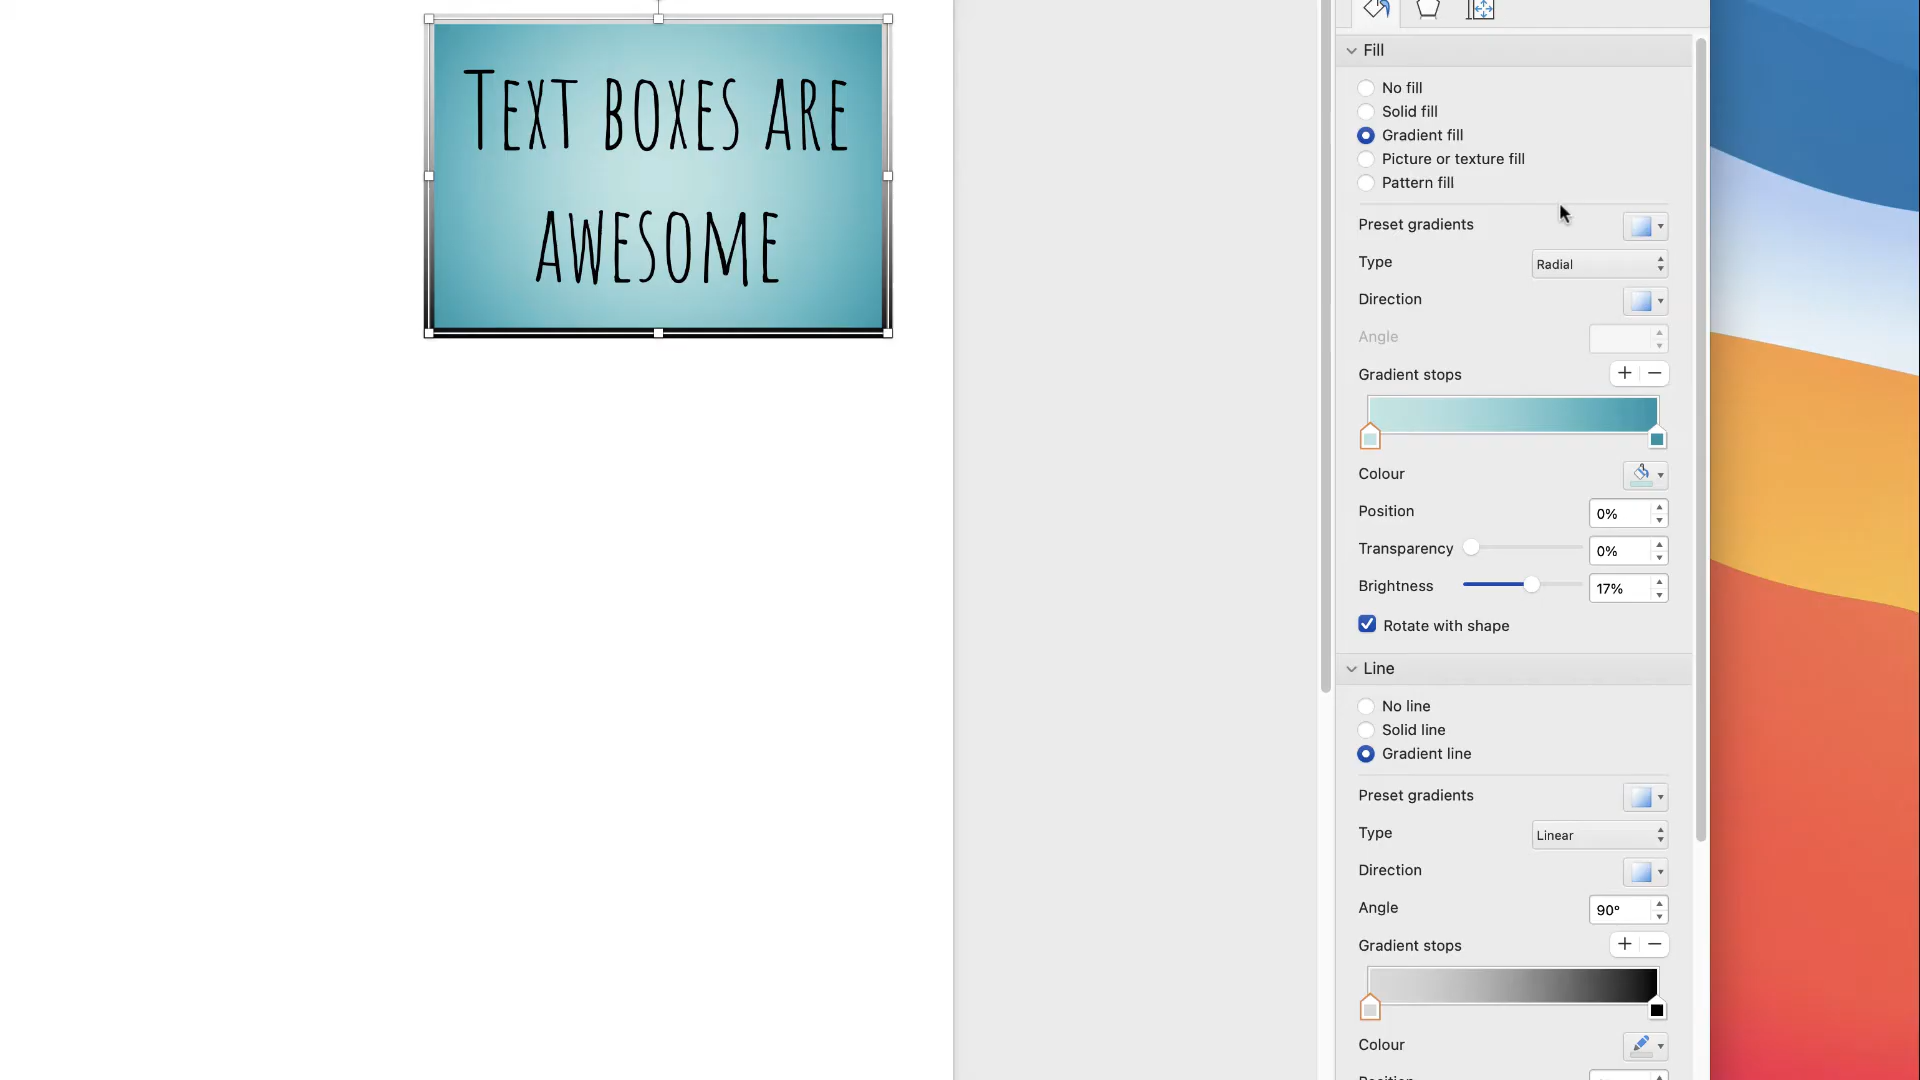 TEXT BOXES ARE
AWESOME
Fill
No fill
Solid fill
Gradient fill
Picture or texture fill
Pattern fill
Preset gradients
Type
Radial
Direction
Angle
Gradient stops
Colour
Position
0%
Transparency
0%
Brightness
17%
Rotate with shape
Line
No line
Solid line
Gradient line
Preset gradients
Type
Linear
Direction
Angle
90°
Gradient stops
Colour